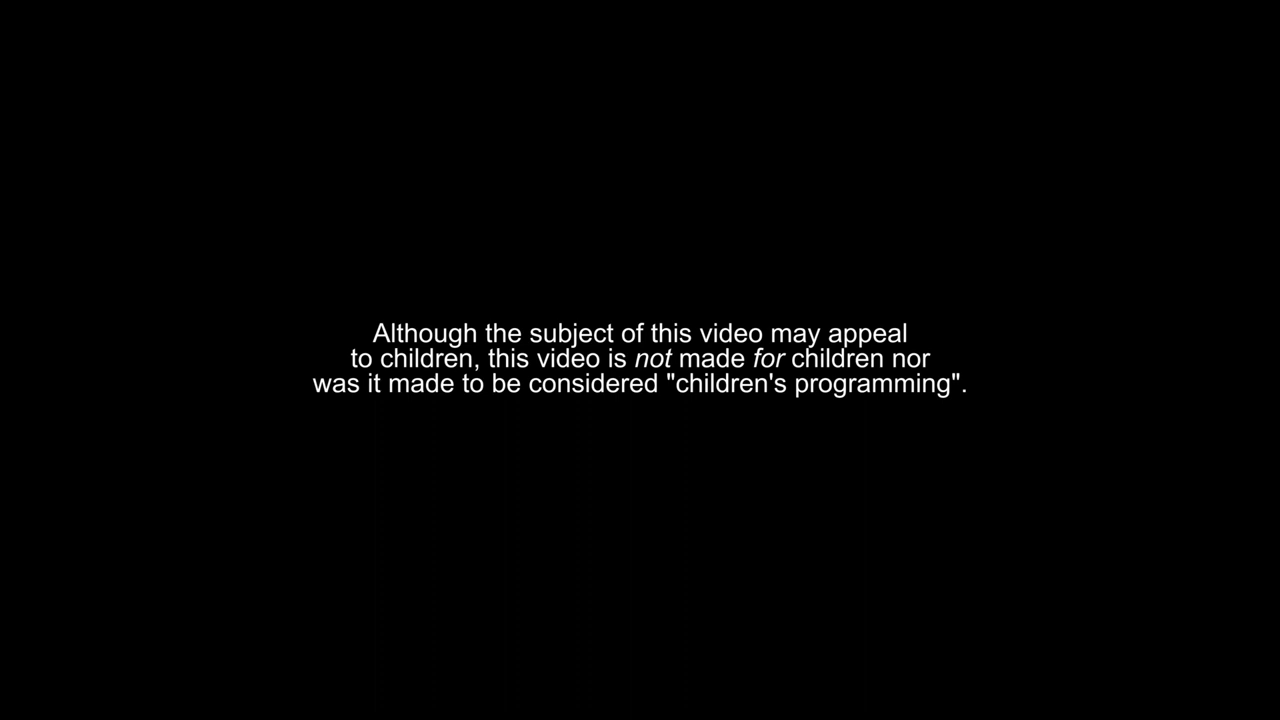 Although the subject of this video may appeal
to children, this video is not made for children nor
was it made to be considered "children's programming".